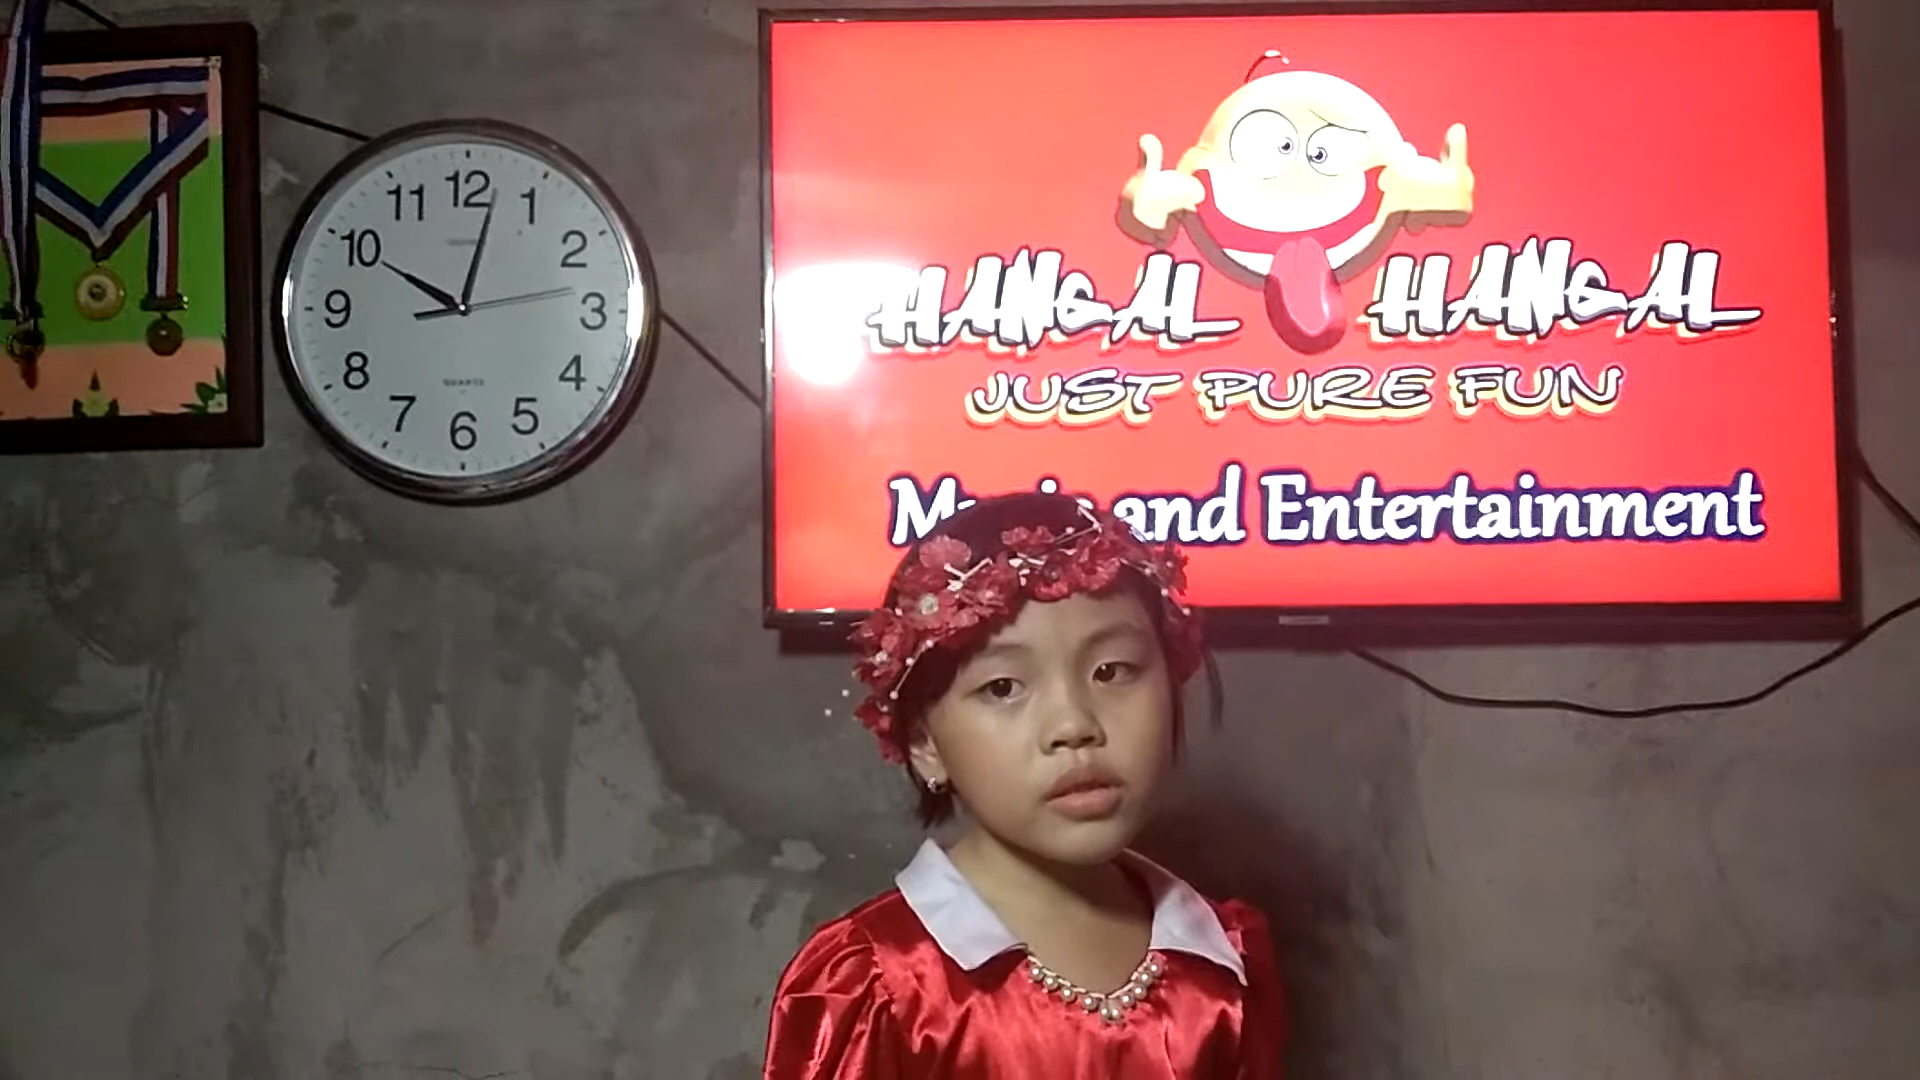 11 12 1
10 2
9 3
8 4
7 6 5
QUARTZ
HANGAL HANGAL
JUST PURE FUN
and Entertainment